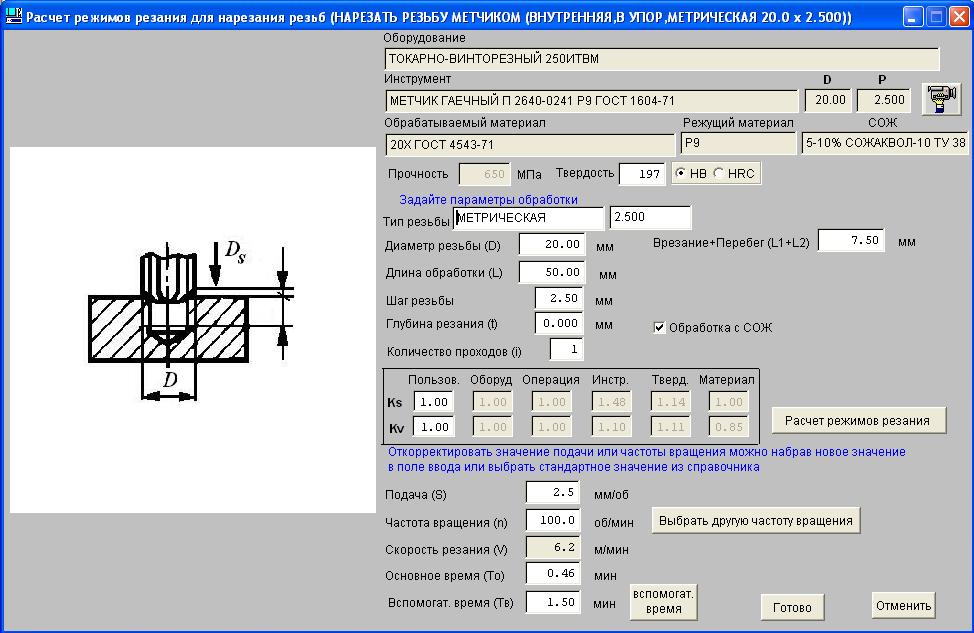 Расчет режимов резания для нарезания резьб (НАРЕЗАТЬ РЕЗЬБУ МЕТЧИКОМ (ВНУТРЕННЯЯ,В УПОР,МЕТРИЧЕСКАЯ 20.0 x 2.500))
Оборудование
ТОКАРНО-ВИНТОРЕЗНЫЙ 250ИТВМ
Инструмент D P
МЕТЧИК ГАЕЧНЫЙ П 2640-0241 Р9 ГОСТ 1604-71 20.00 2.500
Обрабатываемый материал Режущий материал СОЖ
20Х ГОСТ 4543-71 Р9 5-10% СОЖАКВОЛ-10 ТУ 38
Прочность 650 МПа Твердость 197 HB HRC
Задайте параметры обработки
Тип резьбы МЕТРИЧЕСКАЯ 2.500
Диаметр резьбы (D) 20.00 мм Врезание+Перебег (L1+L2) 7.50 мм
Длина обработки (L) 50.00 мм
Шаг резьбы 2.50 мм
Глубина резания (t) 0.000 мм Обработка с СОЖ
Количество проходов (i) 1
Ds
D
Пользов. Оборуд Операция Инстр. Тверд. Материал
Ks 1.00 1.00 1.00 1.48 1.14 1.00
Kv 1.00 1.00 1.00 1.10 1.11 0.85
Расчет режимов резания
Откорректировать значение подачи или частоты вращения можно набрав новое значение
в поле ввода или выбрать стандартное значение из справочника
Подача (S) 2.5 мм/об
Частота вращения (n) 100.0 об/мин Выбрать другую частоту вращения
Скорость резания (V) 6.2 м/мин
Основное время (То) 0.46 мин
Вспомогат. время (Тв) 1.50 мин
вспомогат.
время
Готово Отменить